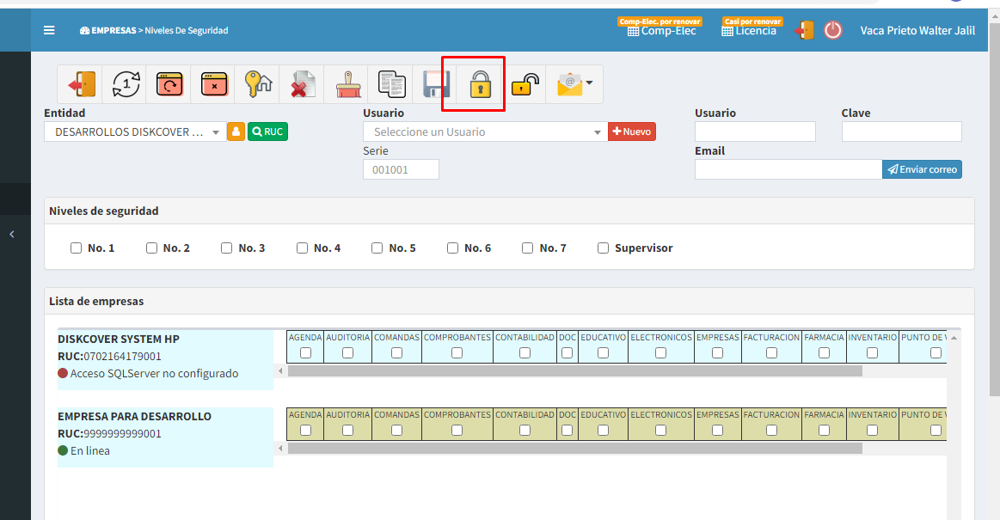 Comp-Elec. por renovar
Casi por renovar
EMPRESAS > Niveles De Seguridad
Comp-Elec
Licencia
Vaca Prieto Walter Jalil
1
@
Entidad
Usuario
Usuario
Clave
DESARROLLOS DISKCOVER ...
RUC
Seleccione un Usuario
Nuevo
Serie
Email
001001
Enviar correo
Niveles de seguridad
No. 1
No. 2
No. 3
No. 4
No. 5
No. 6
No. 7
Supervisor
Lista de empresas
DISKCOVER SYSTEM HP
RUC:0702164179001
Acceso SQLServer no configurado
AGENDA AUDITORIA COMANDAS COMPROBANTES CONTABILIDAD DOC EDUCATIVO ELECTRONICOS EMPRESAS FACTURACION FARMACIA INVENTARIO PUNTO DE
EMPRESA PARA DESARROLLO
RUC:9999999999001
En linea
AGENDA AUDITORIA COMANDAS COMPROBANTES CONTABILIDAD DOC EDUCATIVO ELECTRONICOS EMPRESAS FACTURACION FARMACIA INVENTARIO PUNTO DE